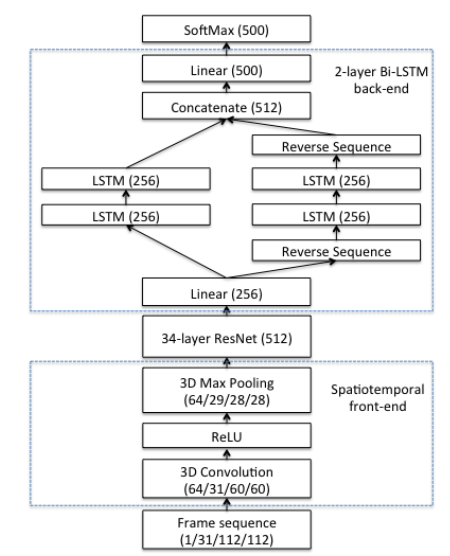 SoftMax (500)
Linear (500)
2-layer Bi-LSTM
back-end
Concatenate (512)
Reverse Sequence
LSTM (256)
LSTM (256)
LSTM (256)
LSTM (256)
Reverse Sequence
Linear (256)
34-layer ResNet (512)
3D Max Pooling
(64/29/28/28)
Spatiotemporal
front-end
ReLU
3D Convolution
(64/31/60/60)
Frame sequence
(1/31/112/112)